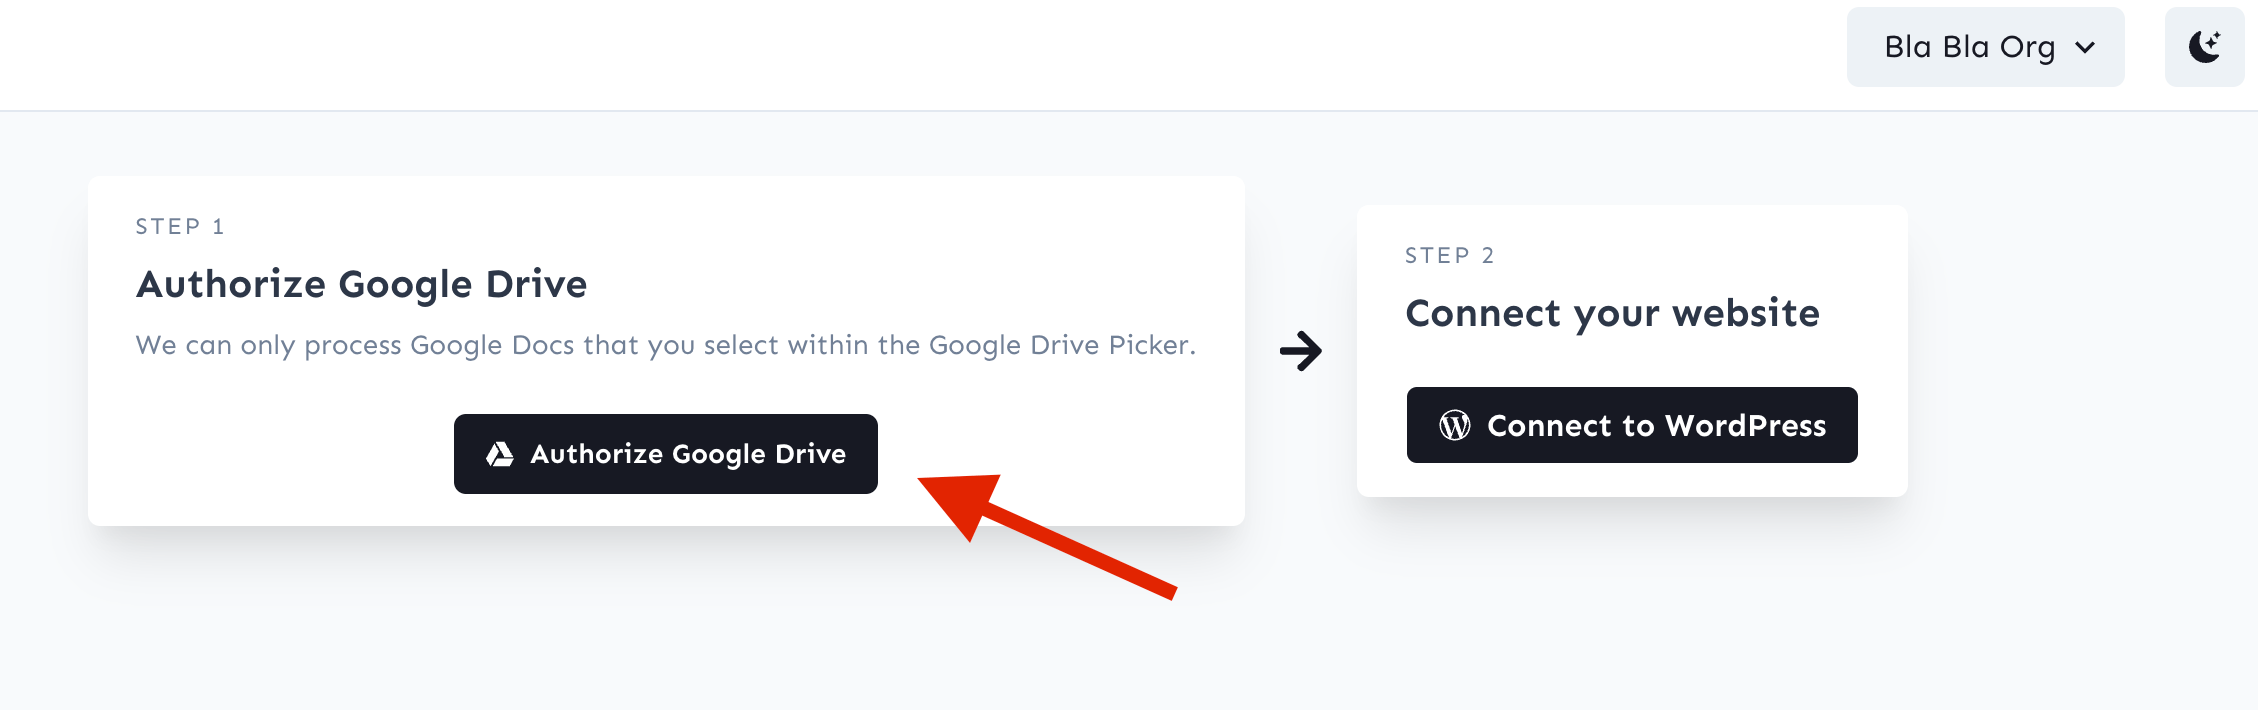 Bla Bla Org
STEP 1
Authorize Google Drive
We can only process Google Docs that you select within the Google Drive Picker.
Authorize Google Drive
STEP 2
Connect your website
Connect to WordPress